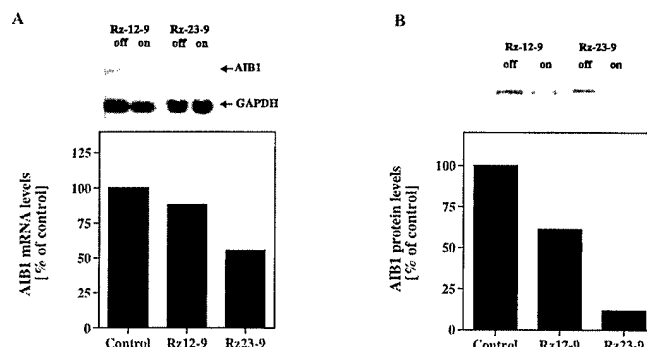 A
Rz-12-9 Rz-23-9
off on off on
AIB1
GAPDH
AIB1 mRNA levels
[% of control]
125
100
75
50
25
0
Control Rz12-9 Rz23-9
B
Rz-12-9 Rz-23-9
off on off on
AIB1 protein levels
[% of control]
100
75
50
25
0
Control Rz12-9 Rz23-9